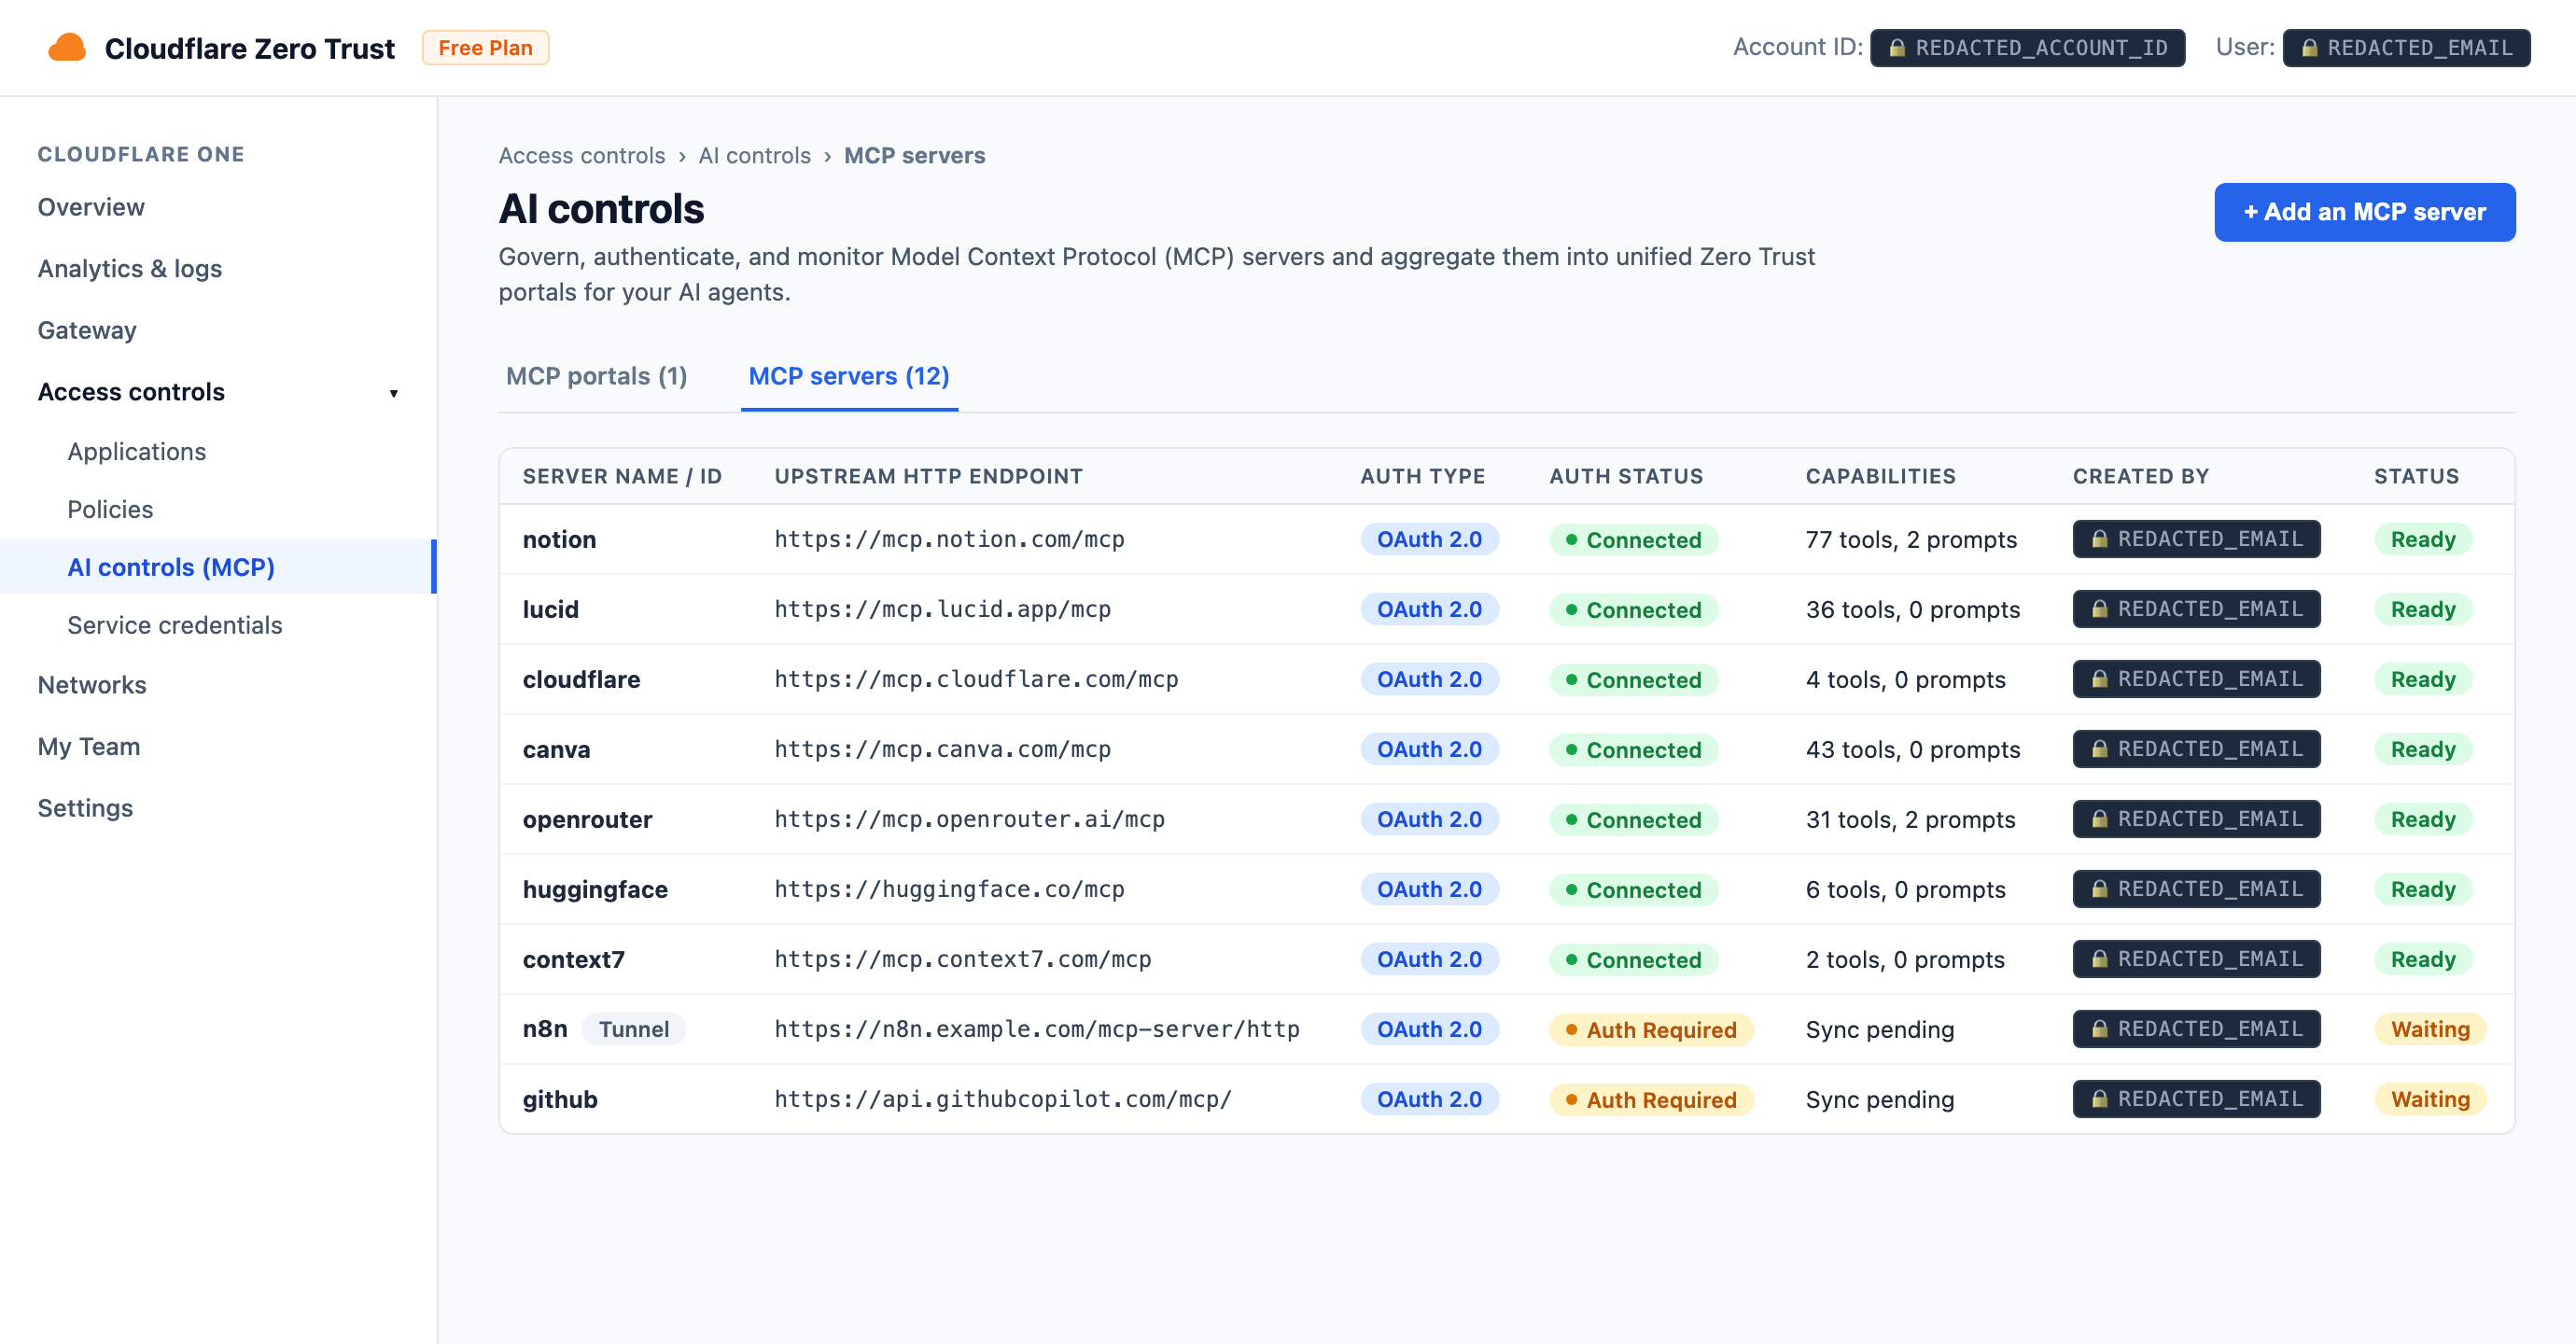 Cloudflare Zero Trust Free Plan Account ID: REDACTED_ACCOUNT_ID User: REDACTED_EMAIL
CLOUDFLARE ONE
Overview
Analytics & logs
Gateway
Access controls
Applications
Policies
AI controls (MCP)
Service credentials
Networks
My Team
Settings
Access controls › AI controls › MCP servers
AI controls
+ Add an MCP server
Govern, authenticate, and monitor Model Context Protocol (MCP) servers and aggregate them into unified Zero Trust
portals for your AI agents.
MCP portals (1) MCP servers (12)
SERVER NAME / ID UPSTREAM HTTP ENDPOINT AUTH TYPE AUTH STATUS CAPABILITIES CREATED BY STATUS
notion https://mcp.notion.com/mcp OAuth 2.0 Connected 77 tools, 2 prompts REDACTED_EMAIL Ready
lucid https://mcp.lucid.app/mcp OAuth 2.0 Connected 36 tools, 0 prompts REDACTED_EMAIL Ready
cloudflare https://mcp.cloudflare.com/mcp OAuth 2.0 Connected 4 tools, 0 prompts REDACTED_EMAIL Ready
canva https://mcp.canva.com/mcp OAuth 2.0 Connected 43 tools, 0 prompts REDACTED_EMAIL Ready
openrouter https://mcp.openrouter.ai/mcp OAuth 2.0 Connected 31 tools, 2 prompts REDACTED_EMAIL Ready
huggingface https://huggingface.co/mcp OAuth 2.0 Connected 6 tools, 0 prompts REDACTED_EMAIL Ready
context7 https://mcp.context7.com/mcp OAuth 2.0 Connected 2 tools, 0 prompts REDACTED_EMAIL Ready
n8n Tunnel https://n8n.example.com/mcp-server/http OAuth 2.0 Auth Required Sync pending REDACTED_EMAIL Waiting
github https://api.githubcopilot.com/mcp/ OAuth 2.0 Auth Required Sync pending REDACTED_EMAIL Waiting